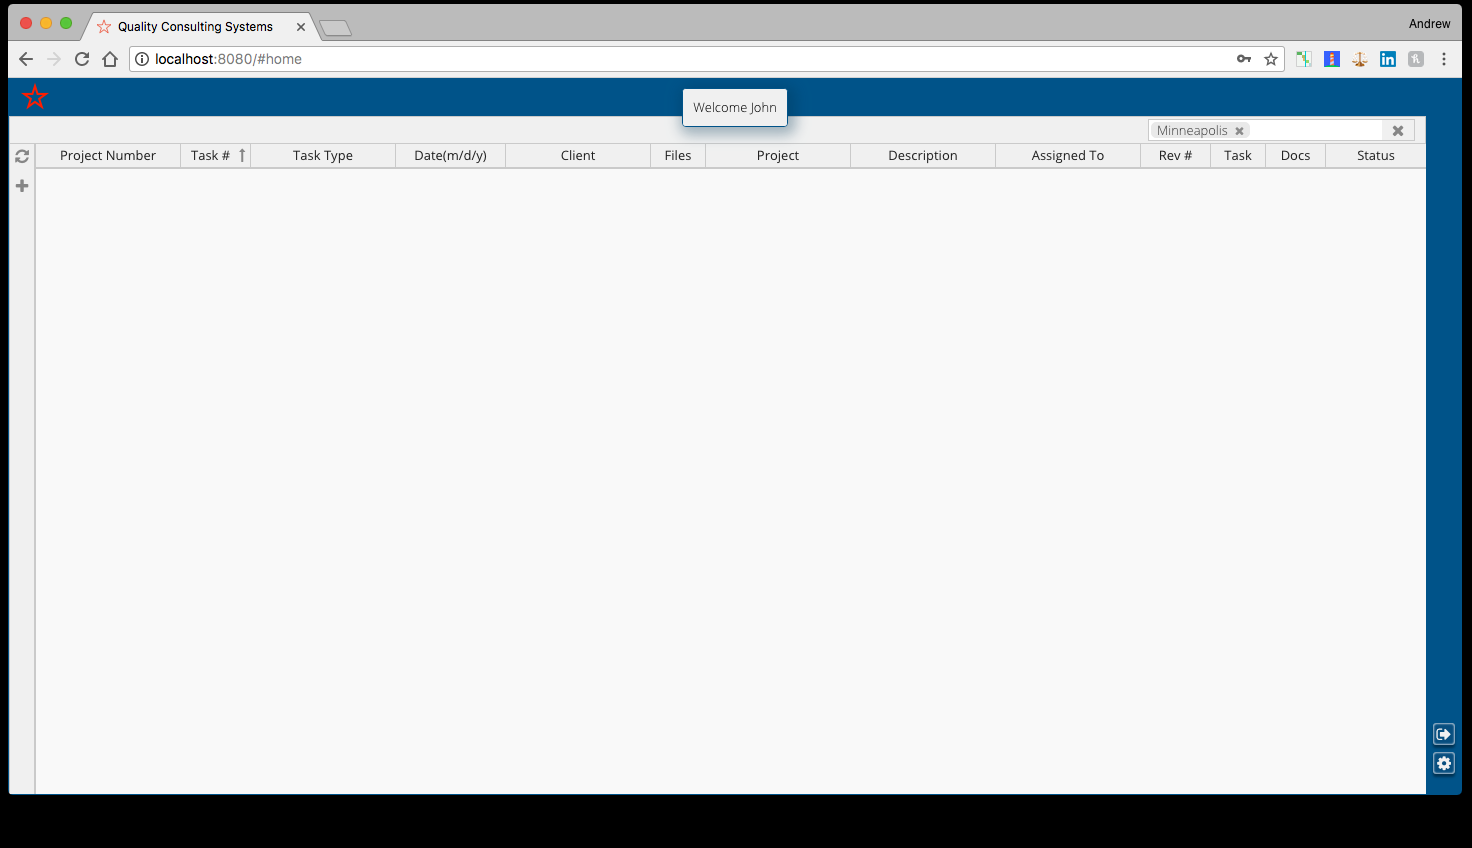 Quality Consulting Systems
Andrew
localhost:8080/#home
Welcome John
Minneapolis
Project Number Task # Task Type Date(m/d/y) Client Files Project Description Assigned To Rev # Task Docs Status